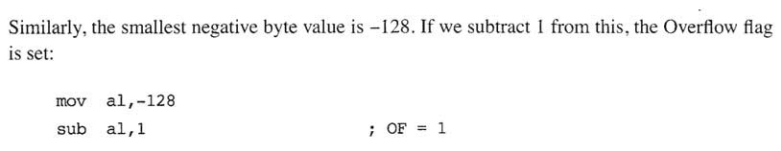 Similarly, the smallest negative byte value is –128. If we subtract 1 from this, the Overflow flag
is set:
mov al,-128
sub al,1 ; OF = 1